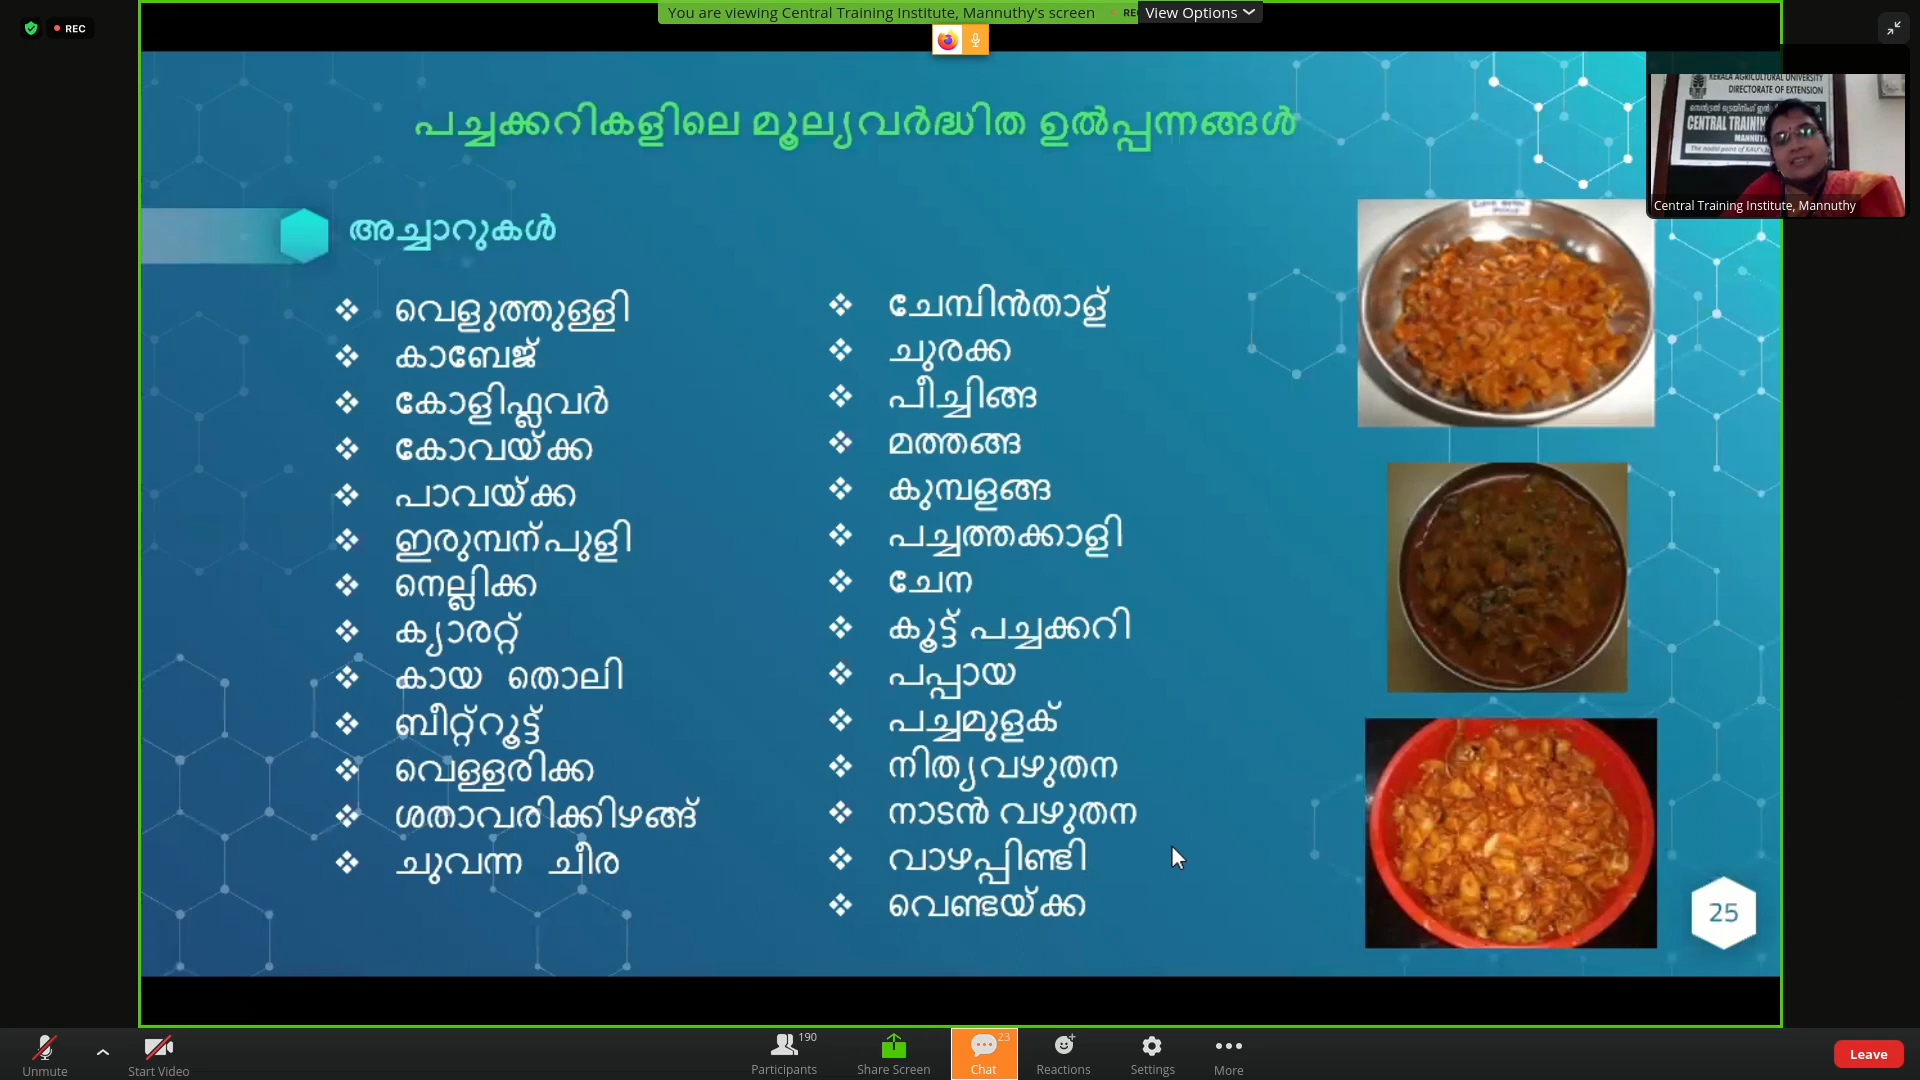 REC
You are viewing Central Training Institute, Mannuthy's screen
View Options
KERALA AGRICULTURAL UNIVERSITY
DIRECTORATE OF EXTENSION
Central Training Institute, Mannuthy
പച്ചക്കറികളിലെ മൂല്യവർദ്ധിത ഉൽപ്പന്നങ്ങൾ
അച്ചാറുകൾ
വെളുത്തുള്ളി
കാബേജ്
കോളിഫ്ലവർ
കോവയ്ക്ക
പാവയ്ക്ക
ഇരുമ്പന്പുളി
നെല്ലിക്ക
ക്യാരറ്റ്
കായ തൊലി
ബീറ്റ്റൂട്ട്
വെള്ളരിക്ക
ശതാവരിക്കിഴങ്ങ്
ചുവന്ന ചീര
ചേമ്പിൻതാള്
ചുരക്ക
പീച്ചിങ്ങ
മത്തങ്ങ
കുമ്പളങ്ങ
പച്ചത്തക്കാളി
ചേന
കൂട്ട് പച്ചക്കറി
പപ്പായ
പച്ചമുളക്
നിത്യവഴുതന
നാടൻ വഴുതന
വാഴപ്പിണ്ടി
വെണ്ടയ്ക്ക
25
Unmute
Start Video
Participants 190
Share Screen
Chat 23
Reactions
Settings
More
Leave